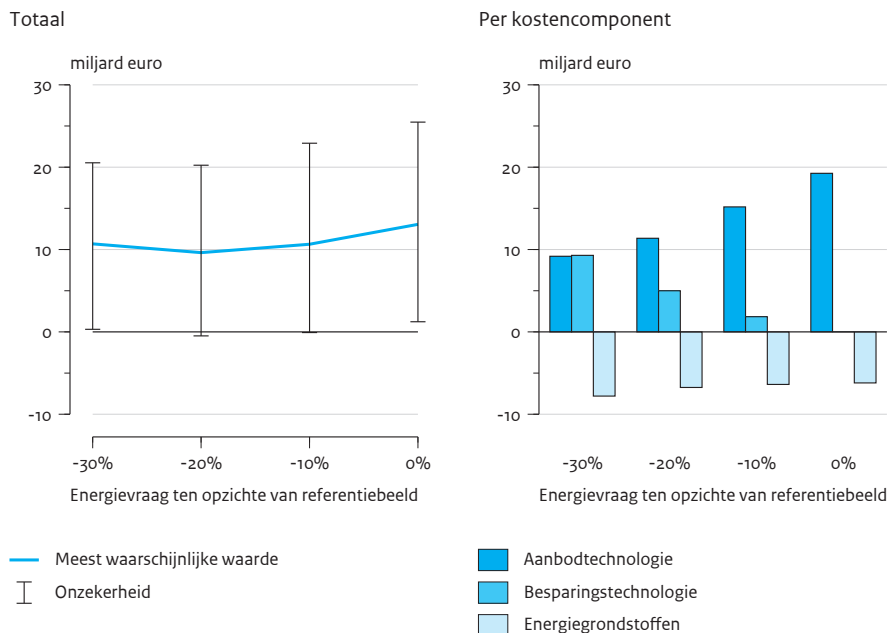 Totaal
miljard euro
30
20
10
0
-10
-30% -20% -10% 0%
Energievraag ten opzichte van referentiebeeld
Meest waarschijnlijke waarde
Onzekerheid
Per kostencomponent
miljard euro
30
20
10
0
-10
-30% -20% -10% 0%
Energievraag ten opzichte van referentiebeeld
Aanbodtechnologie
Besparingstechnologie
Energiegrondstoffen